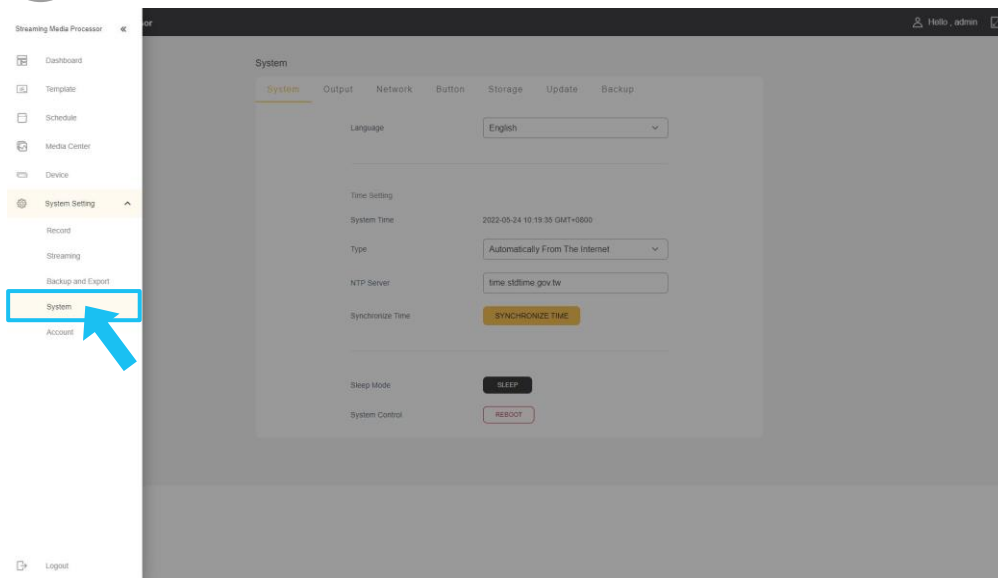 Streaming Media Processor «
Dashboard
Template
Schedule
Media Center
Device
System Setting
Record
Streaming
Backup and Export
System
Account
Logout
sor
Hello , admin
System
System Output Network Button Storage Update Backup
Language English
Time Setting
System Time 2022-05-24 10:19:35 GMT+0800
Type Automatically From The Internet
NTP Server time.stdtime.gov.tw
Synchronize Time SYNCHRONIZE TIME
Sleep Mode SLEEP
System Control REBOOT